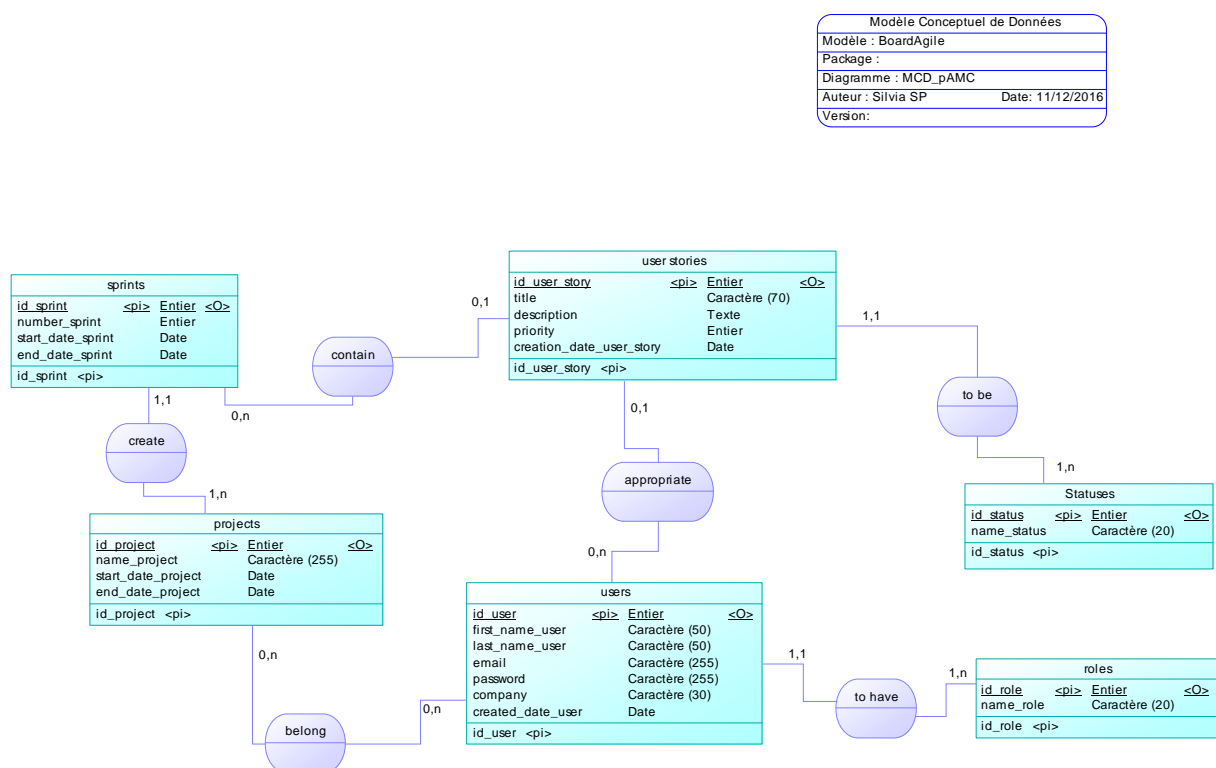 Modèle Conceptuel de Données
Modèle : BoardAgile
Package :
Diagramme : MCD_pAMC
Auteur : Silvia SP Date: 11/12/2016
Version:
user stories
id_user_story <pi> Entier <O>
title Caractère (70)
description Texte
priority Entier
creation_date_user_story Date
id_user_story <pi>
sprints
id_sprint <pi> Entier <O>
number_sprint Entier
start_date_sprint Date
end_date_sprint Date
id_sprint <pi>
0,1
contain
0,n
1,1
to be
1,n
1,1
create
1,n
0,1
appropriate
0,n
Statuses
id_status <pi> Entier <O>
name_status Caractère (20)
id_status <pi>
projects
id_project <pi> Entier <O>
name_project Caractère (255)
start_date_project Date
end_date_project Date
id_project <pi>
users
id_user <pi> Entier <O>
first_name_user Caractère (50)
last_name_user Caractère (50)
email Caractère (255)
password Caractère (255)
company Caractère (30)
created_date_user Date
id_user <pi>
0,n
belong
0,n
1,1
to have
1,n
roles
id_role <pi> Entier <O>
name_role Caractère (20)
id_role <pi>